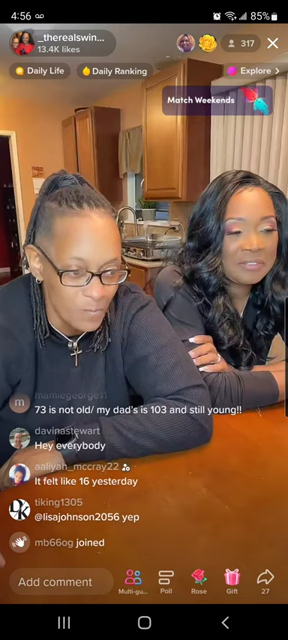 4:56
85%
_therealswin...
13.4K likes
317
Daily Life
Daily Ranking
Explore >
Match Weekends
m
mamiegeorge11
73 is not old/ my dad's is 103 and still young!!
davinastewart
Hey everybody
aaliyah_mccray22
It felt like 16 yesterday
tiking1305
@lisajohnson2056 yep
mb66og joined
Add comment
Multi-gu...
Poll
Rose
Gift
27